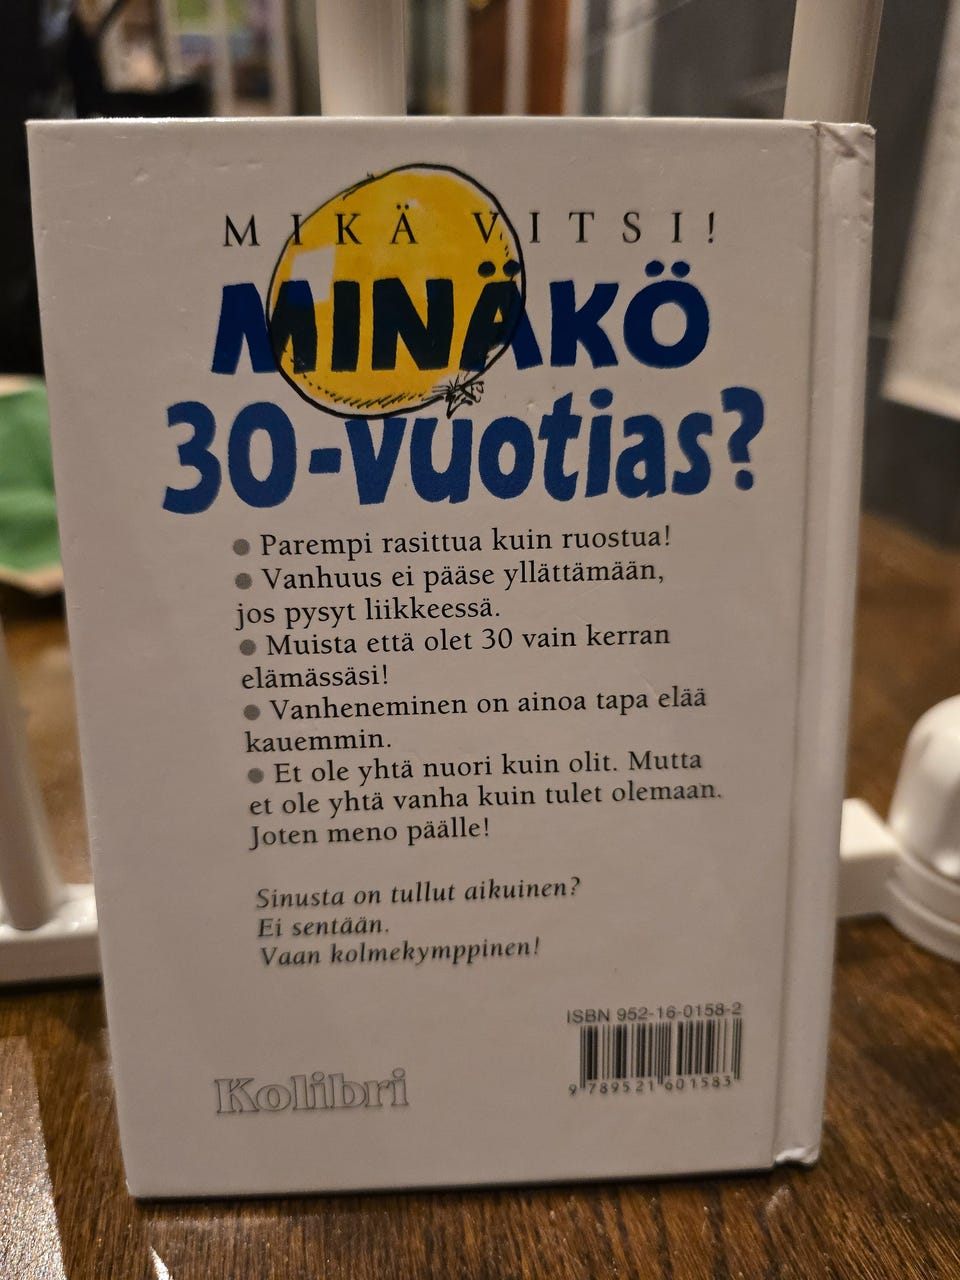 MIKÄ VITSI!
MINÄKÖ
30-vuotias?
● Parempi rasittua kuin ruostua!
● Vanhuus ei pääse yllättämään,
jos pysyt liikkeessä.
● Muista että olet 30 vain kerran
elämässäsi!
● Vanheneminen on ainoa tapa elää
kauemmin.
● Et ole yhtä nuori kuin olit. Mutta
et ole yhtä vanha kuin tulet olemaan.
Joten meno päälle!
Sinusta on tullut aikuinen?
Ei sentään.
Vaan kolmekymppinen!
ISBN 952-16-0158-2
9 789521 601583
Kolibri